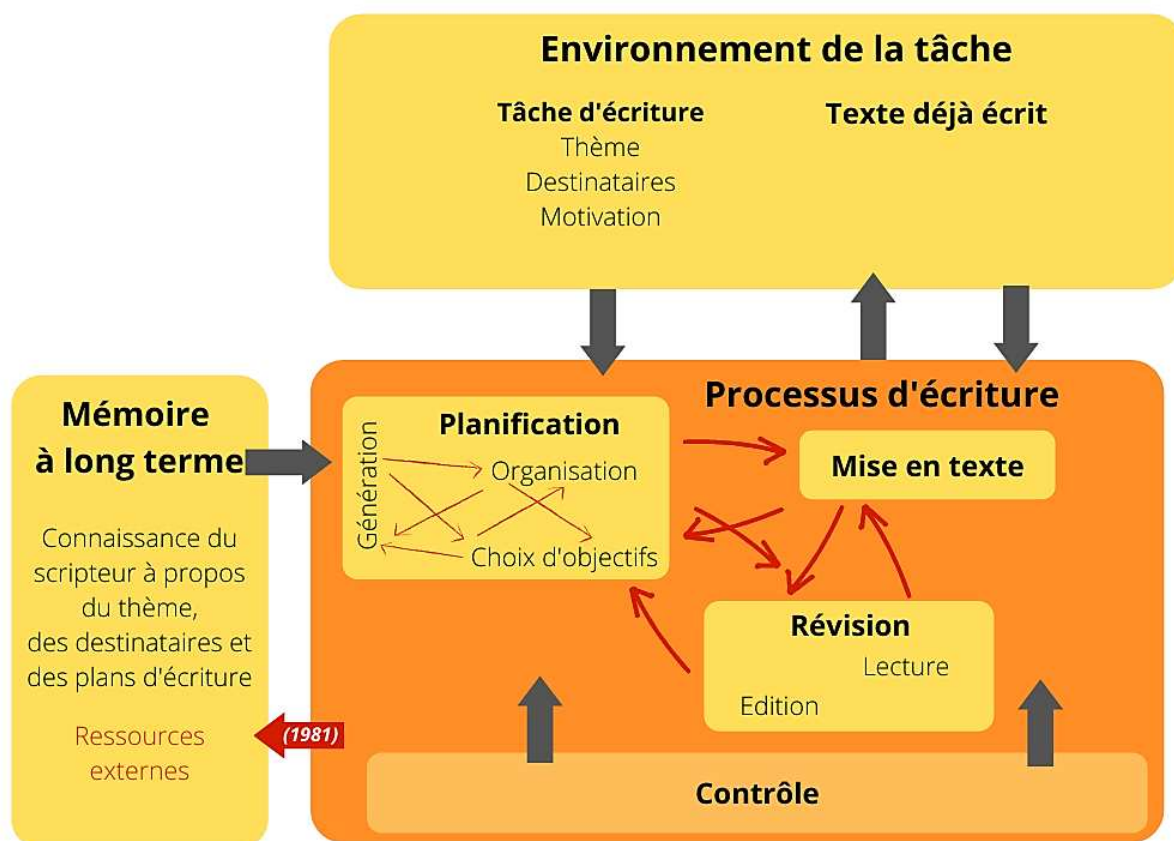 Environnement de la tâche
Tâche d'écriture
Thème
Destinataires
Motivation
Texte déjà écrit
Mémoire
à long terme
Connaissance du
scripteur à propos
du thème,
des destinataires et
des plans d'écriture
Ressources
externes
(1981)
Processus d'écriture
Planification
Génération
Organisation
Choix d'objectifs
Mise en texte
Révision
Lecture
Edition
Contrôle